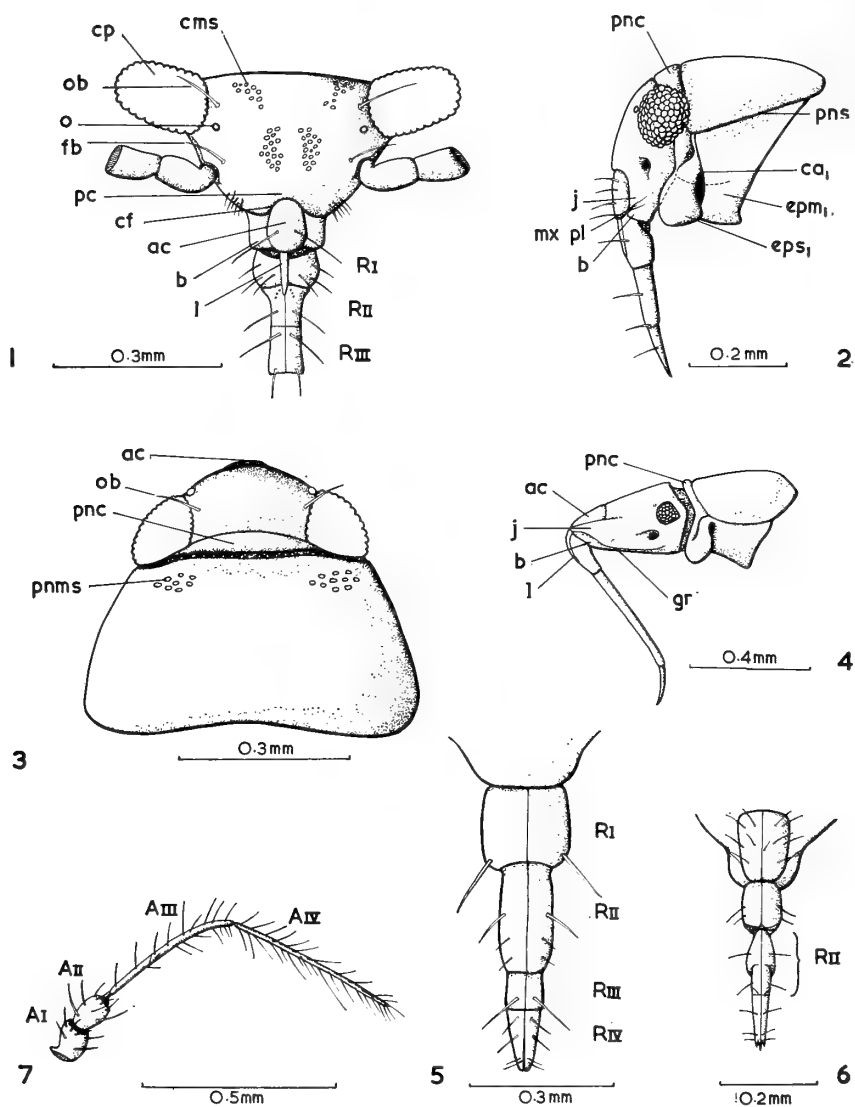 cms
cp
ob
o
fb
pc
cf
ac
b
l
RI
RII
RIII
0.3mm
1
pnc
pns
ca1
j
epm1
mx pl
b
eps1
0.2mm
2
ac
ob
pnc
pnms
0.3mm
3
pnc
ac
j
b
l
gr
0.4mm
4
AIII
AIV
AII
AI
7
0.5mm
RI
RII
RIII
RIV
5
0.3mm
RII
6
0.2mm